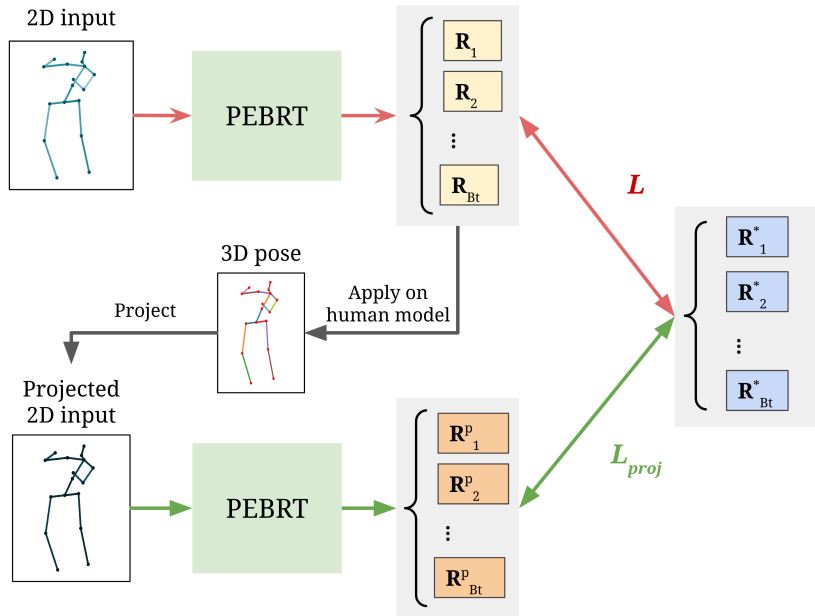 2D input
PEBRT
R1
R2
...
RBt
L
R*1
R*2
...
R*Bt
3D pose
Apply on
human model
Project
Projected
2D input
PEBRT
Rp1
Rp2
...
RpBt
Lproj